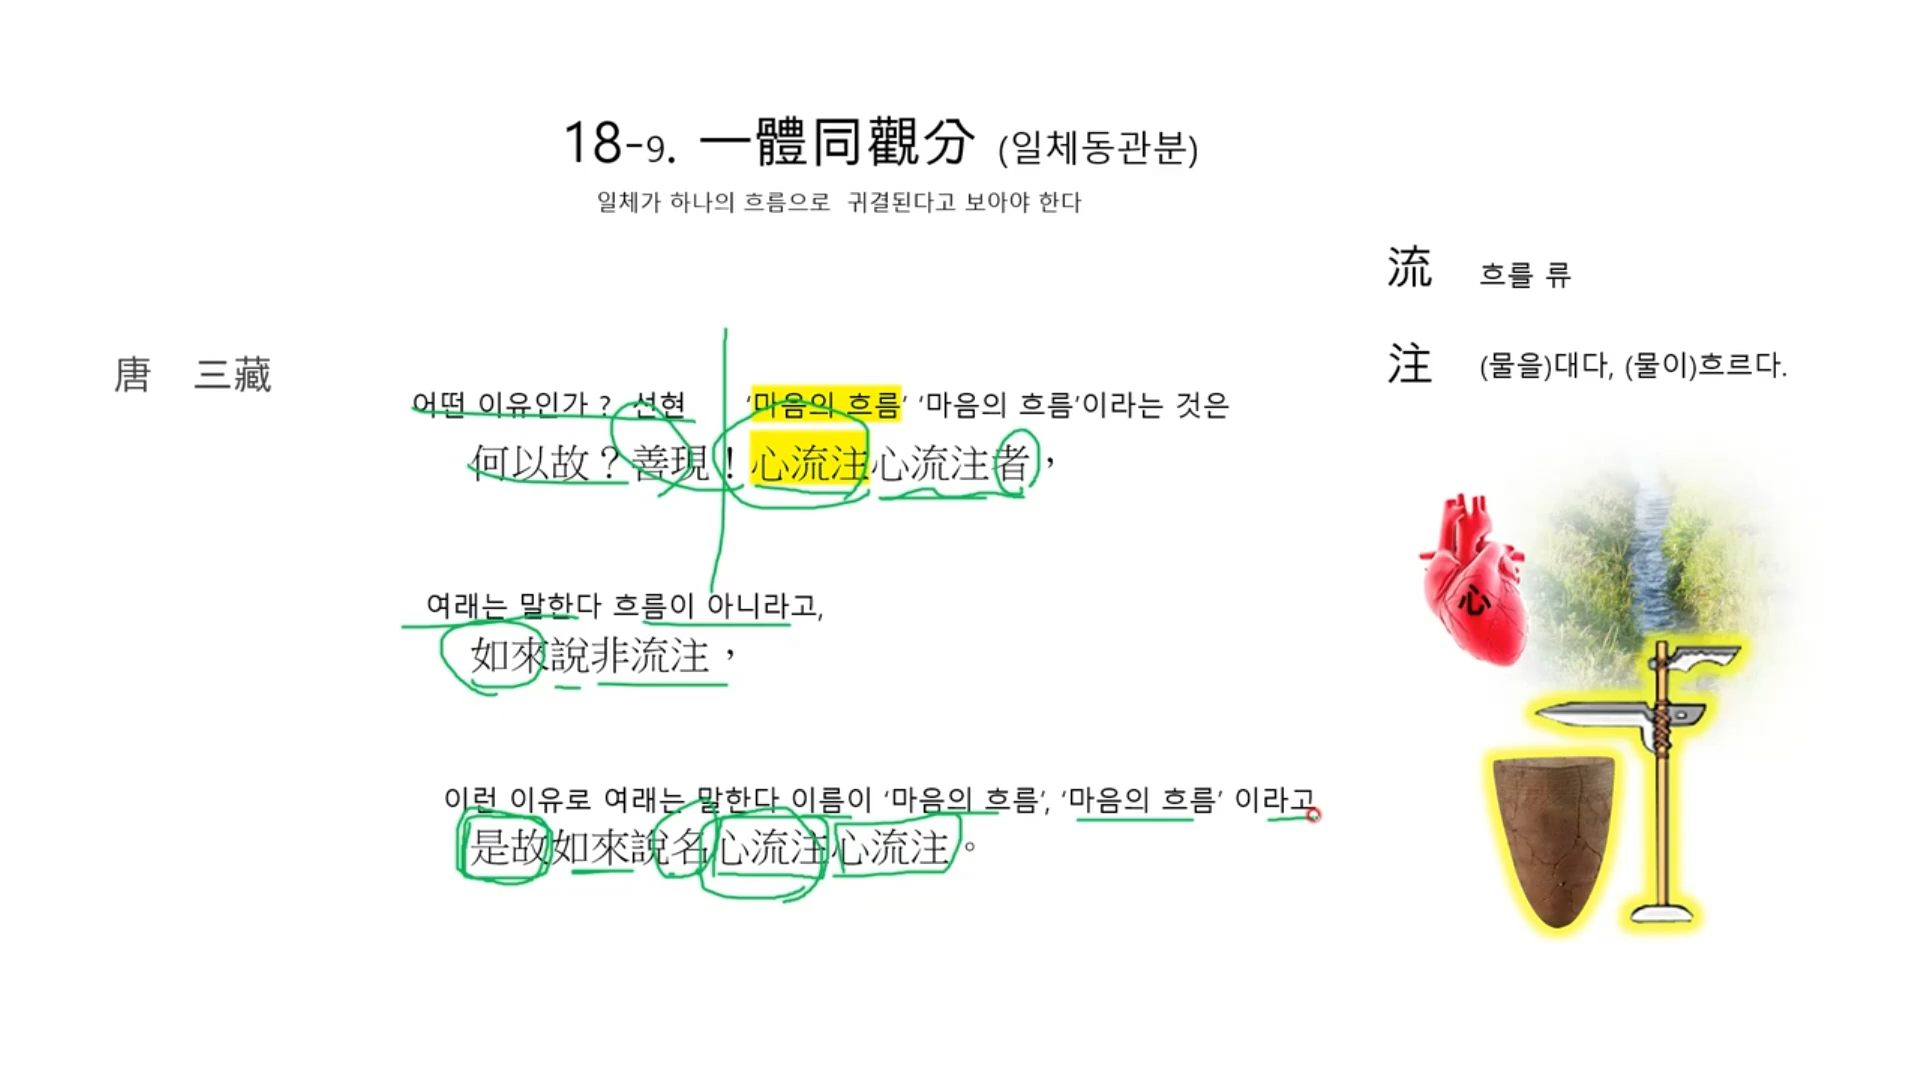 18-9. 一體同觀分 (일체동관분)
일체가 하나의 흐름으로 귀결된다고 보아야 한다
流 흐를 류
注 (물을)대다, (물이)흐르다.
唐 三藏
어떤 이유인가 ? 선현 ‘마음의 흐름’ ‘마음의 흐름’이라는 것은
何以故？善現！心流注心流注者，
여래는 말한다 흐름이 아니라고,
如來說非流注，
이런 이유로 여래는 말한다 이름이 ‘마음의 흐름’, ‘마음의 흐름’ 이라고
是故如來說名心流注心流注。
心